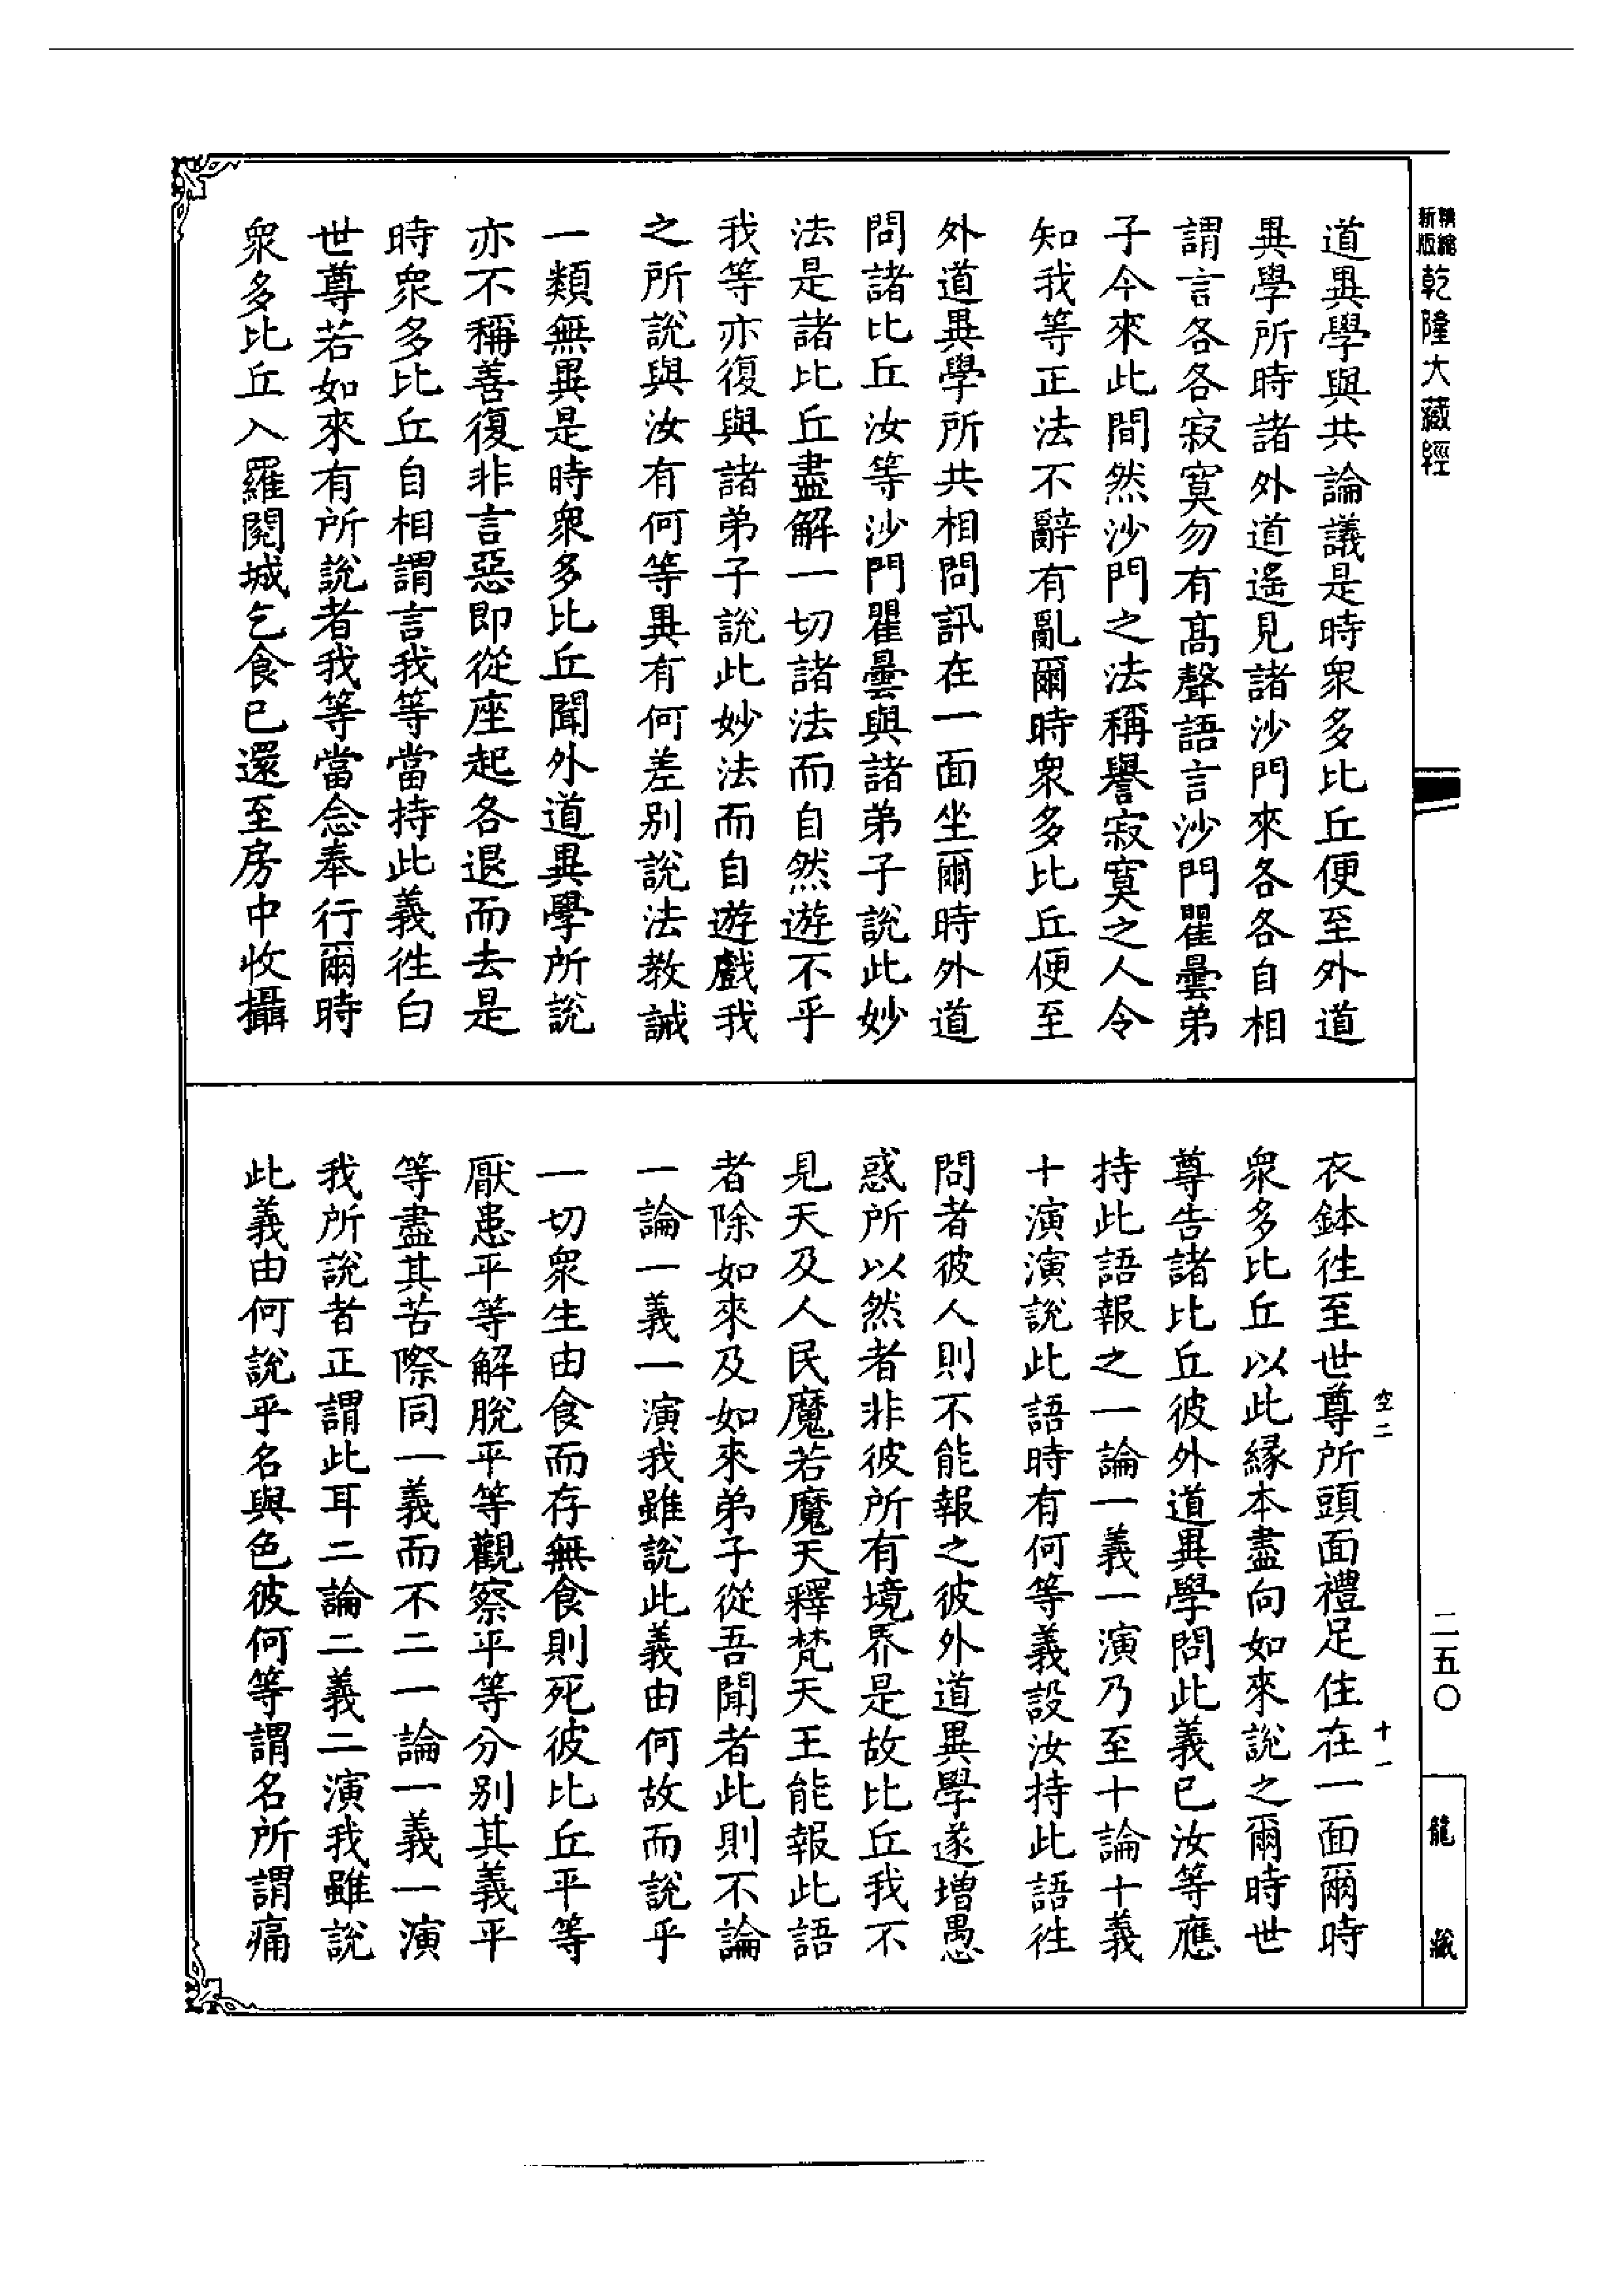 精縮新版乾隆大藏經
道異學與共論議是時衆多比丘便至外道
異學所時諸外道遙見諸沙門來各各自相
謂言各各寂寞勿有高聲語言沙門瞿曇弟
子今來此間然沙門之法稱譽寂寞之人令
知我等正法不辭有亂爾時衆多比丘便至
外道異學所共相問訊在一面坐爾時外道
問諸比丘汝等沙門瞿曇與諸弟子說此妙
法是諸比丘盡解一切諸法而自然遊不乎
我等亦復與諸弟子說此妙法而自遊戲我
之所說與汝有何等異有何差別說法教誡
一類無異是時衆多比丘聞外道異學所說
亦不稱善復非言惡即從座起各退而去是
時衆多比丘自相謂言我等當持此義徃白
世尊若如來有所說者我等當念奉行爾時
衆多比丘入羅閱城乞食已還至房中收攝
衣鉢徃至世尊所頭面禮足住在一面爾時
衆多比丘以此緣本盡向如來說之爾時世
尊告諸比丘彼外道異學問此義已汝等應
持此語報之一論一義一演乃至十論十義
十演演說此語時有何等義設汝持此語徃
問者彼人則不能報之彼外道異學遂增愚
惑所以然者非彼所有境界是故比丘我不
見天及人民魔若魔天釋梵天王能報此語
者除如來及如來弟子從吾聞者此則不論
一論一義一演我雖說此義由何故而說乎
一切衆生由食而存無食則死彼比丘平等
厭患平等解脫平等觀察平等分別其義平
等盡其苦際同一義而不二一論一義一演
我所說者正謂此耳二論二義二演我雖說
此義由何說乎名與色彼何等謂名所謂痛
空二
十一
二五〇
龍藏